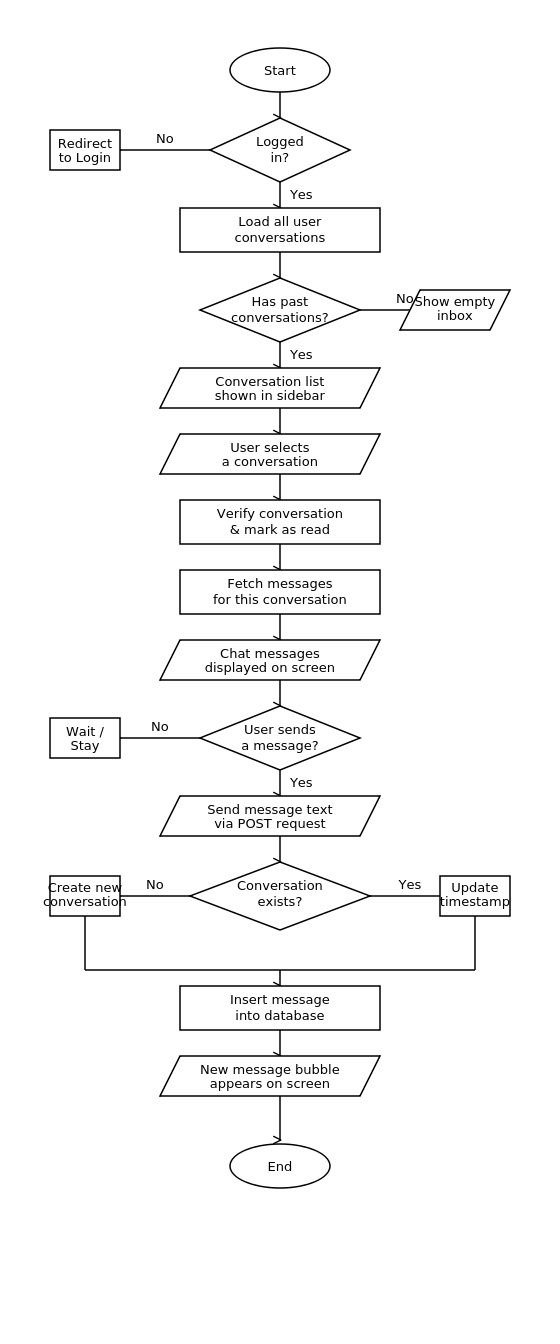 Start
Logged
in?
No
Redirect
to Login
Yes
Load all user
conversations
Has past
conversations?
No
Show empty
inbox
Yes
Conversation list
shown in sidebar
User selects
a conversation
Verify conversation
& mark as read
Fetch messages
for this conversation
Chat messages
displayed on screen
User sends
a message?
No
Wait /
Stay
Yes
Send message text
via POST request
Conversation
exists?
No
Create new
conversation
Yes
Update
timestamp
Insert message
into database
New message bubble
appears on screen
End